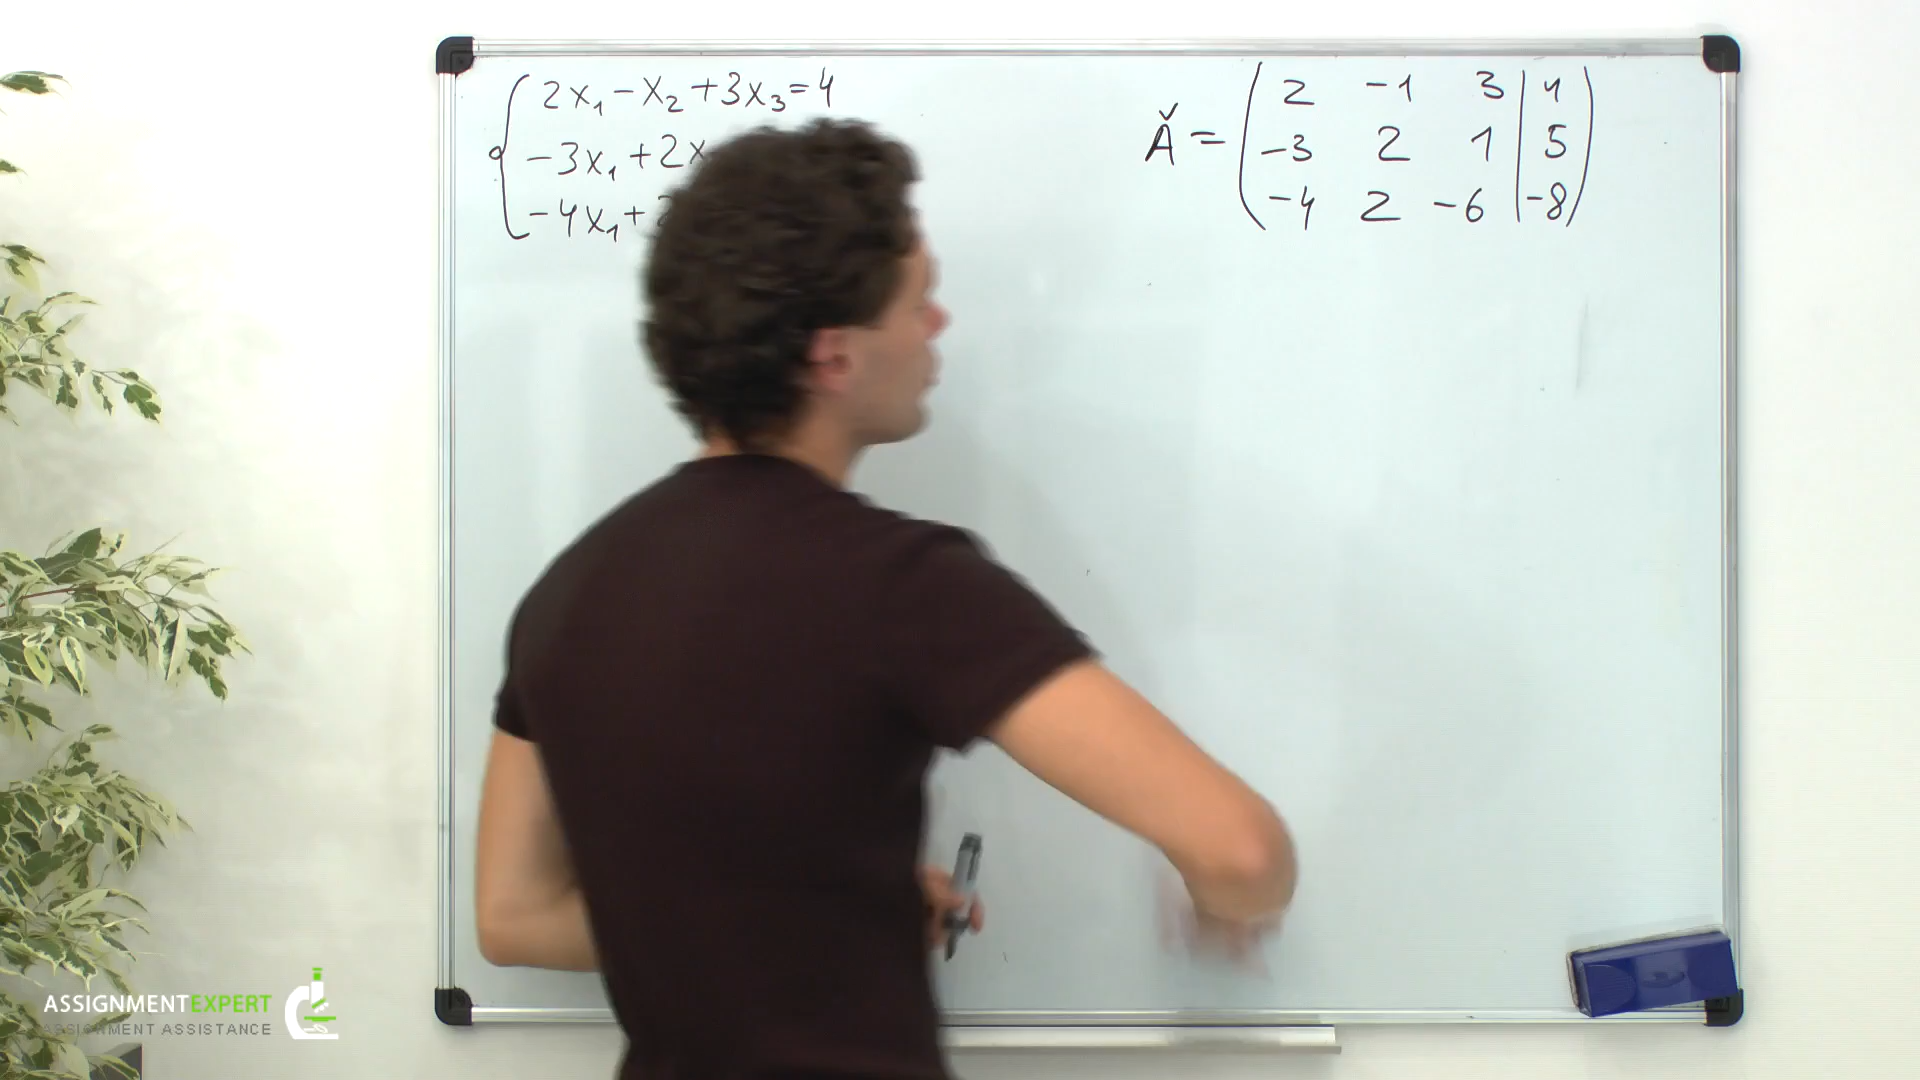 2x₁-x₂+3x₃=4
-3x₁+2x
-4x₁+2
Ǎ =
2 -1 3 | 4
-3 2 1 | 5
-4 2 -6 | -8
ASSIGNMENTEXPERT
ASSIGNMENT ASSISTANCE